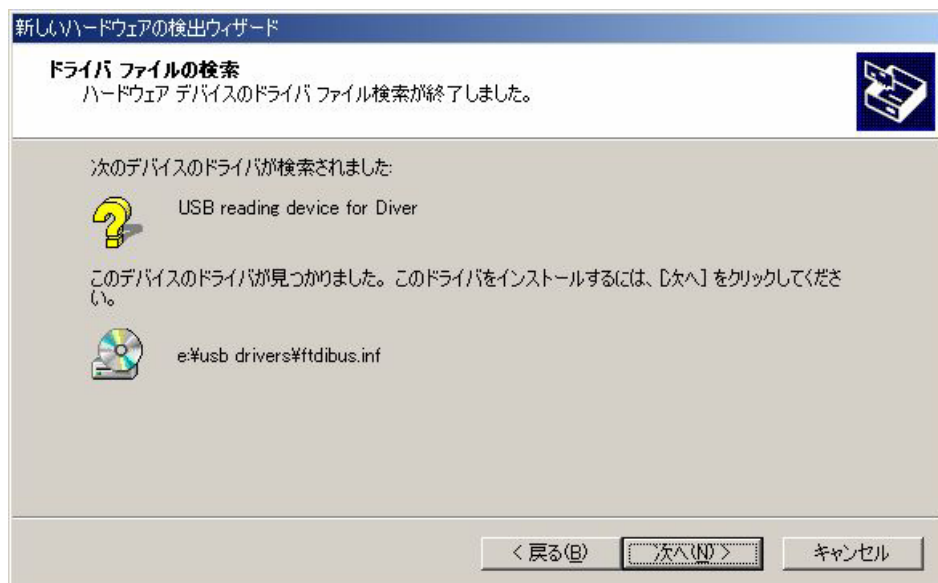 新しいハードウェアの検出ウィザード
ドライバ ファイルの検索
ハードウェア デバイスのドライバ ファイル検索が終了しました。
次のデバイスのドライバが検索されました:
USB reading device for Diver
このデバイスのドライバが見つかりました。このドライバをインストールするには、[次へ] をクリックしてくださ
い。
e:¥usb drivers¥ftdibus.inf
< 戻る(B) 次へ(N) > キャンセル